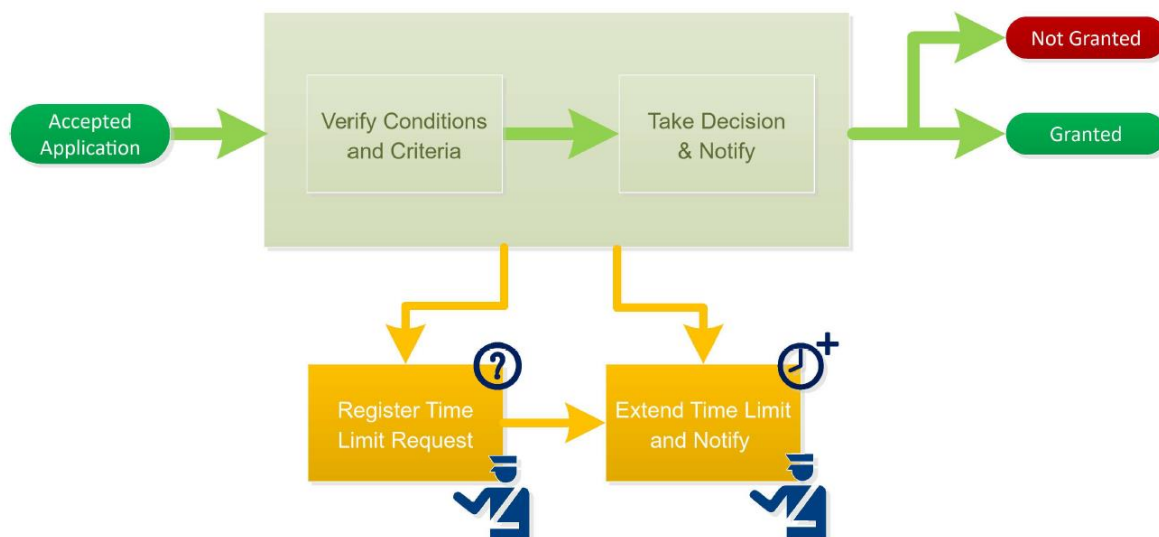 Not Granted
Accepted
Application
Verify Conditions
and Criteria
Take Decision
& Notify
Granted
?
+
Register Time
Limit Request
Extend Time Limit
and Notify